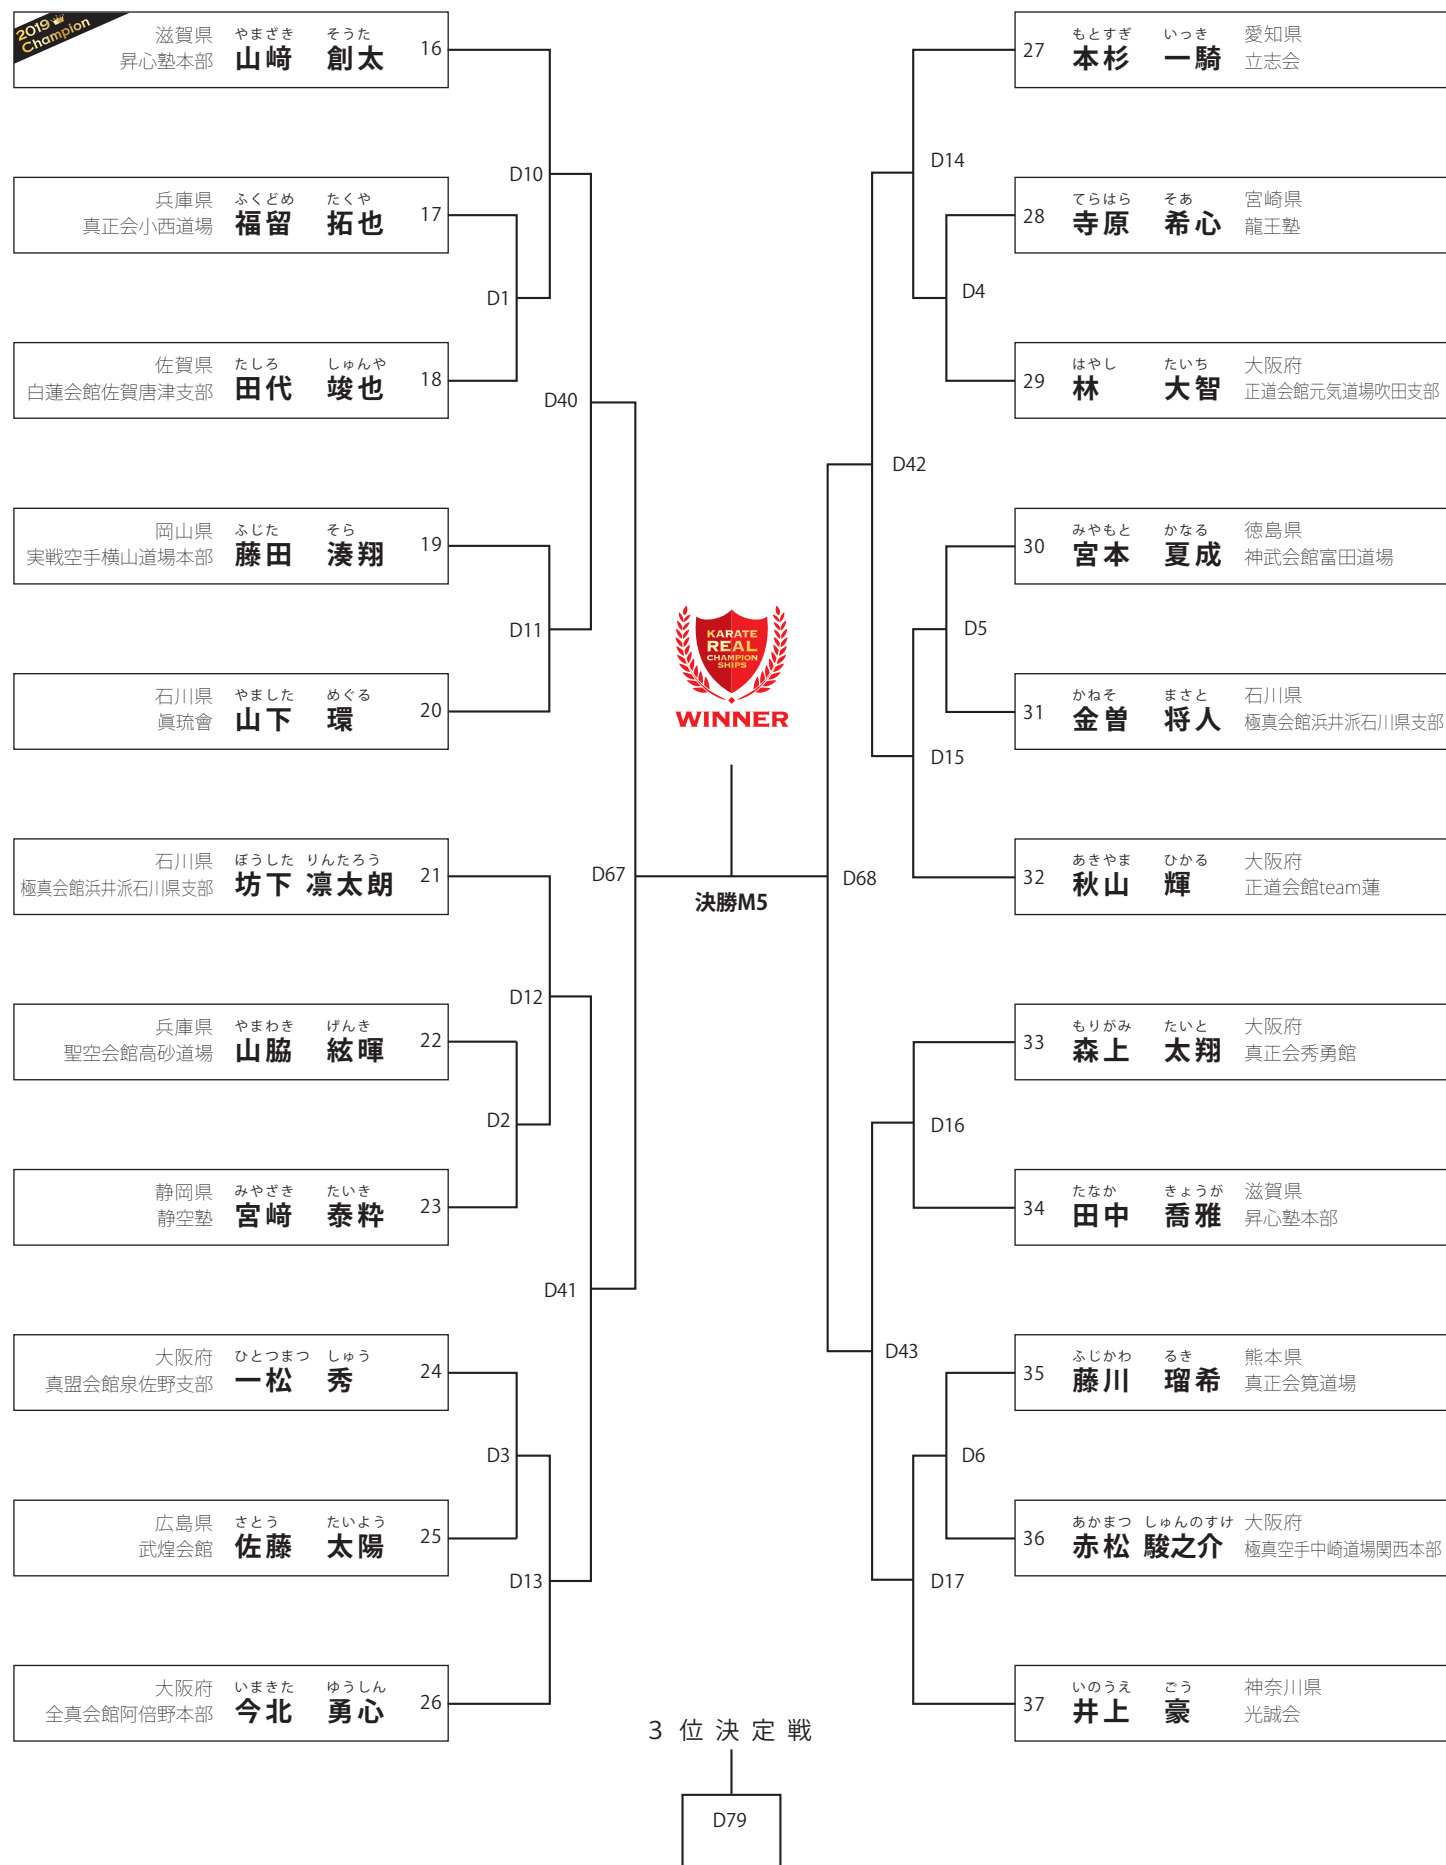 2019
Champion
滋賀県
昇心塾本部
やまざき そうた
山﨑 創太
16
兵庫県
真正会小西道場
ふくどめ たくや
福留 拓也
17
佐賀県
白蓮会館佐賀唐津支部
たしろ しゅんや
田代 竣也
18
岡山県
実戦空手横山道場本部
ふじた そら
藤田 湊翔
19
石川県
眞琉會
やました めぐる
山下 環
20
石川県
極真会館浜井派石川県支部
ぼうした りんたろう
坊下 凛太朗
21
兵庫県
聖空会館高砂道場
やまわき げんき
山脇 絃暉
22
静岡県
静空塾
みやざき たいき
宮﨑 泰粋
23
大阪府
真盟会館泉佐野支部
ひとつまつ しゅう
一松 秀
24
広島県
武煌会館
さとう たいよう
佐藤 太陽
25
大阪府
全真会館阿倍野本部
いまきた ゆうしん
今北 勇心
26
D10
D1
D40
D11
D67
D12
D2
D41
D3
D13
KARATE
REAL
CHAMPION
SHIPS
WINNER
決勝M5
3位決定戦
D79
D14
D4
D42
D5
D15
D68
D16
D43
D6
D17
27
もとすぎ いっき
本杉 一騎
愛知県
立志会
28
てらはら そあ
寺原 希心
宮崎県
龍王塾
29
はやし たいち
林 大智
大阪府
正道会館元気道場吹田支部
30
みやもと かなる
宮本 夏成
徳島県
神武会館富田道場
31
かねそ まさと
金曽 将人
石川県
極真会館浜井派石川県支部
32
あきやま ひかる
秋山 輝
大阪府
正道会館team蓮
33
もりがみ たいと
森上 太翔
大阪府
真正会秀勇館
34
たなか きょうが
田中 喬雅
滋賀県
昇心塾本部
35
ふじかわ るき
藤川 瑠希
熊本県
真正会筧道場
36
あかまつ しゅんのすけ
赤松 駿之介
大阪府
極真空手中崎道場関西本部
37
いのうえ ごう
井上 豪
神奈川県
光誠会